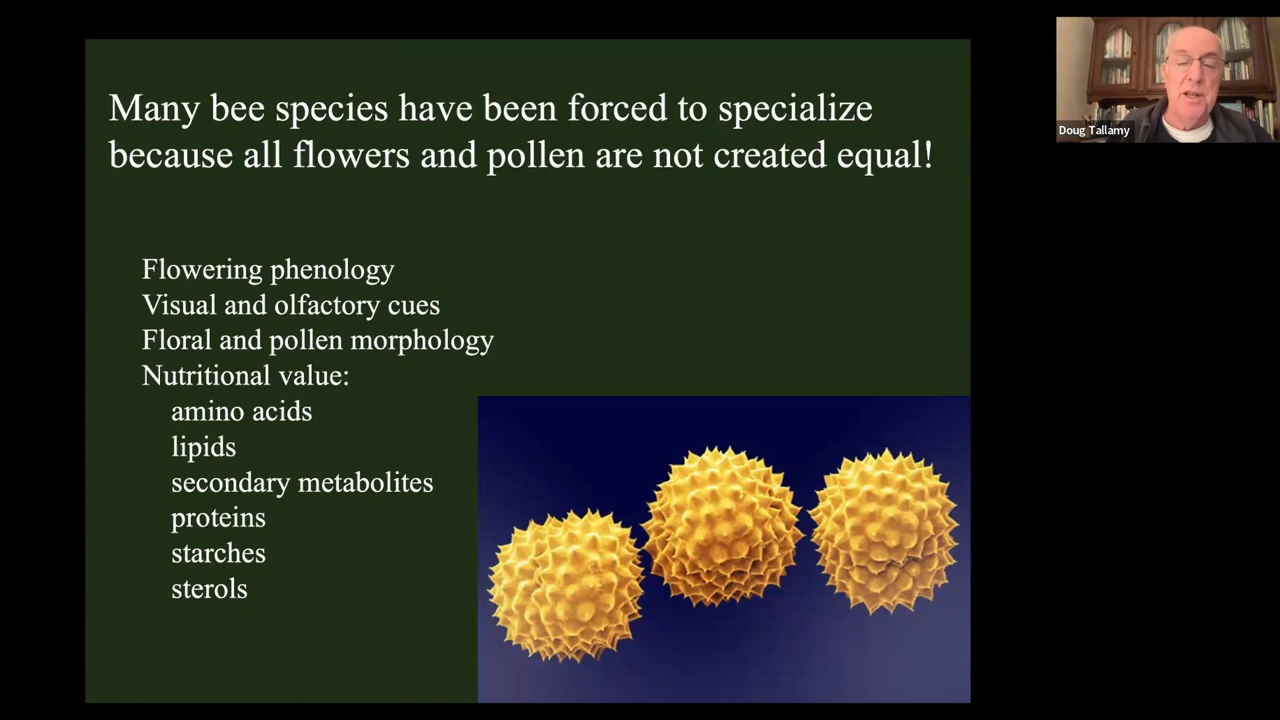 Many bee species have been forced to specialize
because all flowers and pollen are not created equal!
Flowering phenology
Visual and olfactory cues
Floral and pollen morphology
Nutritional value:
amino acids
lipids
secondary metabolites
proteins
starches
sterols
Doug Tallamy